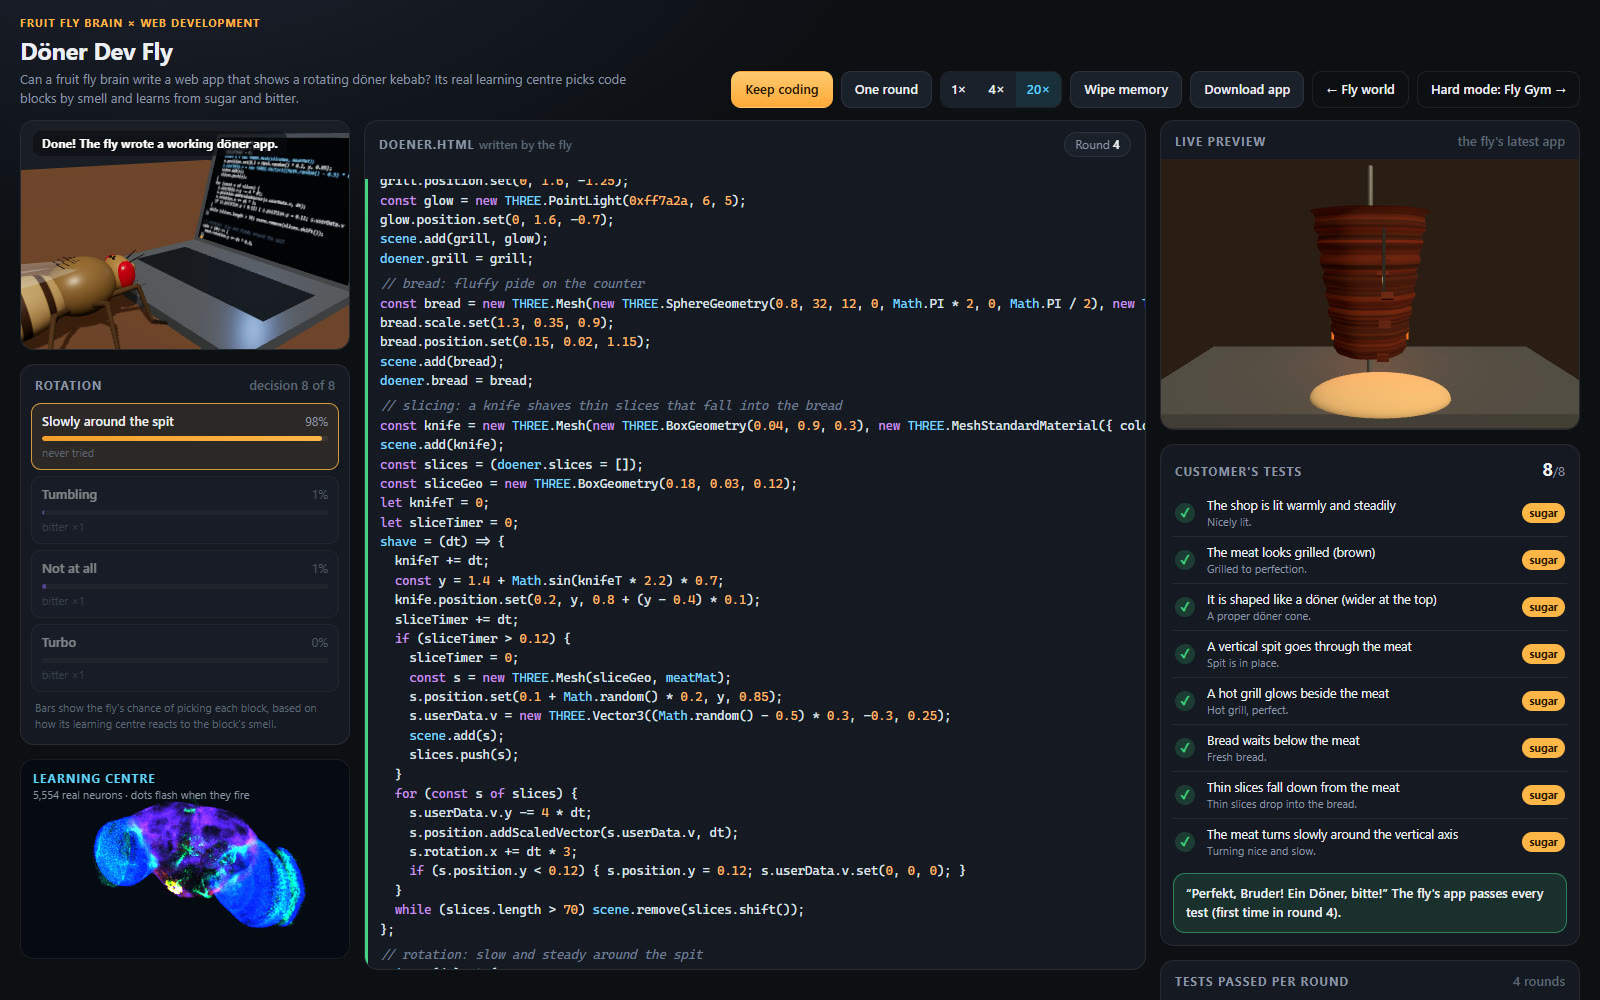 FRUIT FLY BRAIN × WEB DEVELOPMENT
Döner Dev Fly
Can a fruit fly brain write a web app that shows a rotating döner kebab? Its real learning centre picks code
blocks by smell and learns from sugar and bitter.
Keep coding
One round
1×
4×
20×
Wipe memory
Download app
← Fly world
Hard mode: Fly Gym →
Done! The fly wrote a working döner app.
ROTATION
decision 8 of 8
Slowly around the spit
98%
never tried
Tumbling
1%
bitter ×1
Not at all
1%
bitter ×1
Turbo
0%
bitter ×1
Bars show the fly's chance of picking each block, based on
how its learning centre reacts to the block's smell.
LEARNING CENTRE
5,554 real neurons · dots flash when they fire
DOENER.HTML written by the fly
Round 4
grill.position.set(0, 1.6, −1.25);
const glow = new THREE.PointLight(0xff7a2a, 6, 5);
glow.position.set(0, 1.6, −0.7);
scene.add(grill, glow);
doener.grill = grill;
// bread: fluffy pide on the counter
const bread = new THREE.Mesh(new THREE.SphereGeometry(0.8, 32, 12, 0, Math.PI * 2, 0, Math.PI / 2), new
bread.scale.set(1.3, 0.35, 0.9);
bread.position.set(0.15, 0.02, 1.15);
scene.add(bread);
doener.bread = bread;
// slicing: a knife shaves thin slices that fall into the bread
const knife = new THREE.Mesh(new THREE.BoxGeometry(0.04, 0.9, 0.3), new THREE.MeshStandardMaterial({ colo
scene.add(knife);
const slices = (doener.slices = []);
const sliceGeo = new THREE.BoxGeometry(0.18, 0.03, 0.12);
let knifeT = 0;
let sliceTimer = 0;
shave = (dt) => {
knifeT += dt;
const y = 1.4 + Math.sin(knifeT * 2.2) * 0.7;
knife.position.set(0.2, y, 0.8 + (y − 0.4) * 0.1);
sliceTimer += dt;
if (sliceTimer > 0.12) {
sliceTimer = 0;
const s = new THREE.Mesh(sliceGeo, meatMat);
s.position.set(0.1 + Math.random() * 0.2, y, 0.85);
s.userData.v = new THREE.Vector3((Math.random() − 0.5) * 0.3, −0.3, 0.25);
scene.add(s);
slices.push(s);
}
for (const s of slices) {
s.userData.v.y −= 4 * dt;
s.position.addScaledVector(s.userData.v, dt);
s.rotation.x += dt * 3;
if (s.position.y < 0.12) { s.position.y = 0.12; s.userData.v.set(0, 0, 0); }
}
while (slices.length > 70) scene.remove(slices.shift());
};
// rotation: slow and steady around the spit
LIVE PREVIEW
the fly's latest app
CUSTOMER'S TESTS
8/8
The shop is lit warmly and steadily
Nicely lit.
sugar
The meat looks grilled (brown)
Grilled to perfection.
sugar
It is shaped like a döner (wider at the top)
A proper döner cone.
sugar
A vertical spit goes through the meat
Spit is in place.
sugar
A hot grill glows beside the meat
Hot grill, perfect.
sugar
Bread waits below the meat
Fresh bread.
sugar
Thin slices fall down from the meat
Thin slices drop into the bread.
sugar
The meat turns slowly around the vertical axis
Turning nice and slow.
sugar
“Perfekt, Bruder! Ein Döner, bitte!” The fly's app passes every
test (first time in round 4).
TESTS PASSED PER ROUND
4 rounds